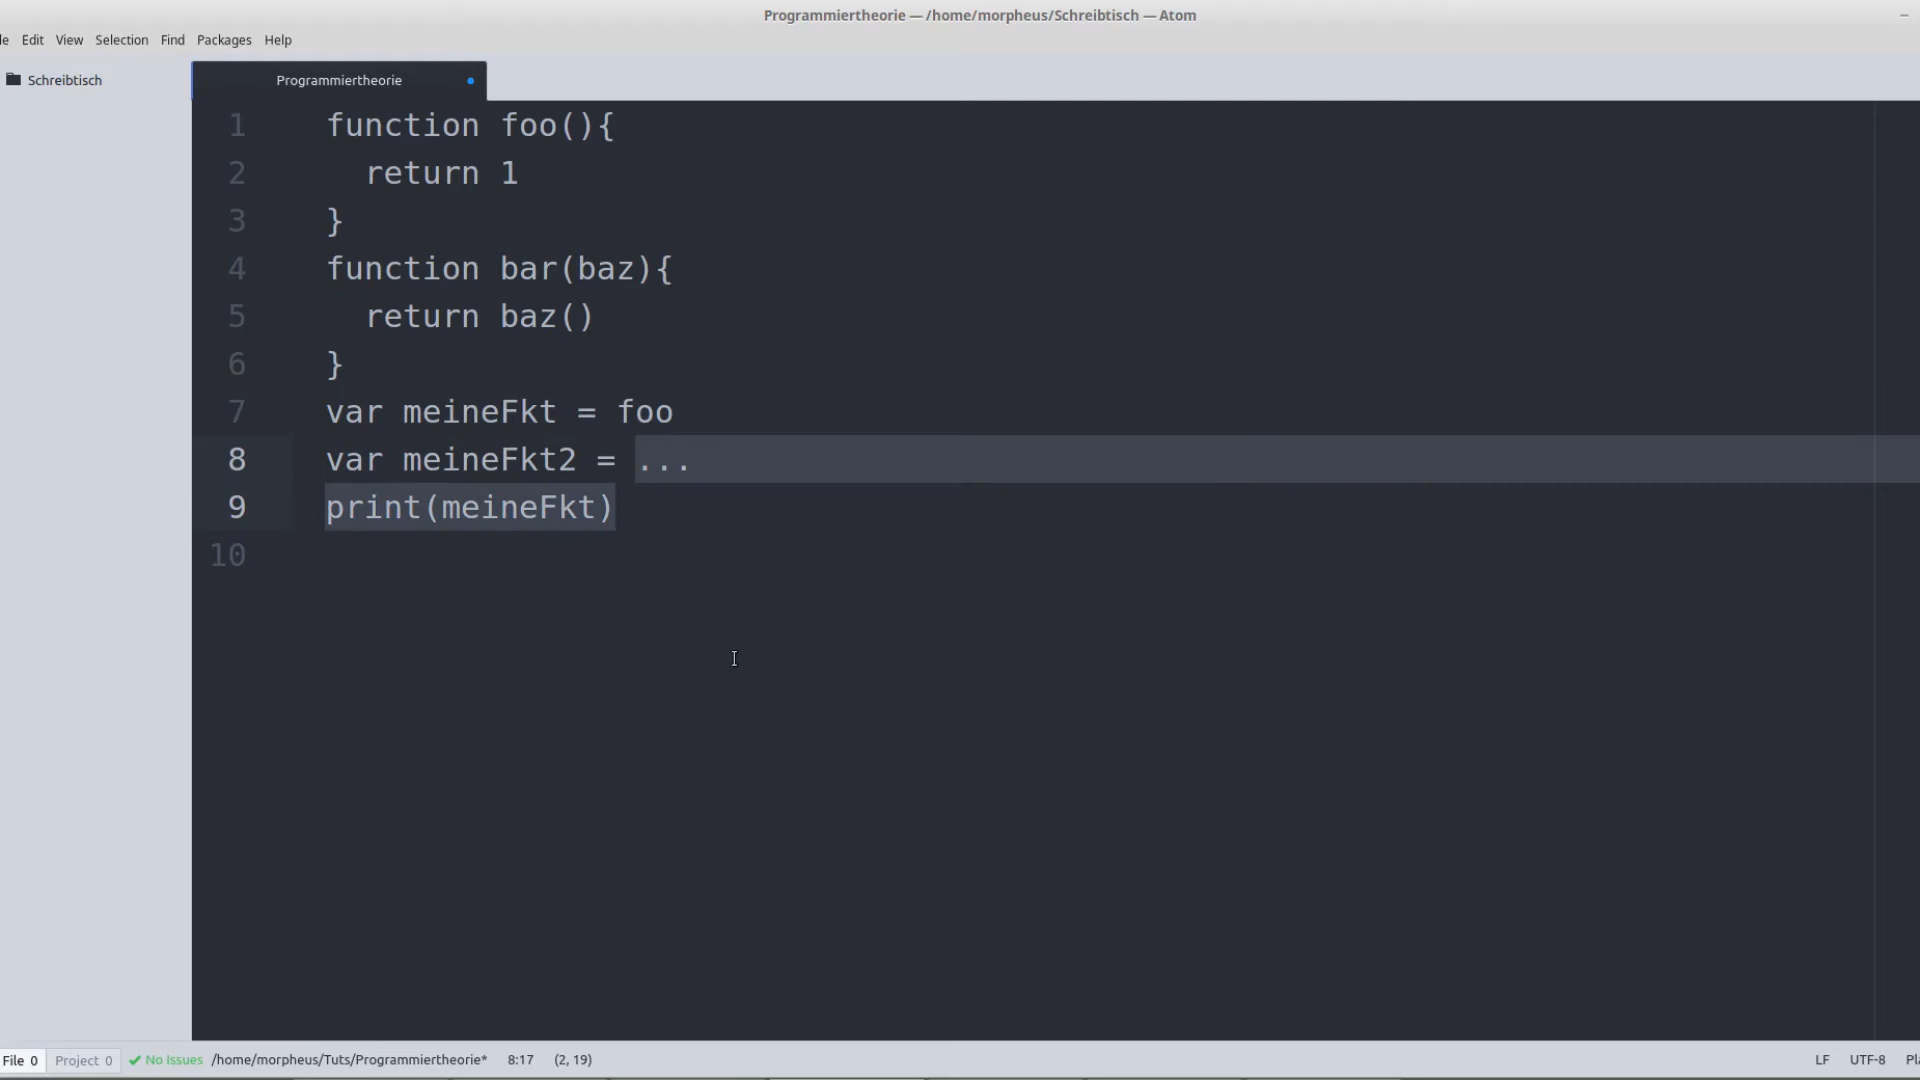 Programmiertheorie — /home/morpheus/Schreibtisch — Atom
le Edit View Selection Find Packages Help
Schreibtisch
Programmiertheorie
1 function foo(){
2 return 1
3 }
4 function bar(baz){
5 return baz()
6 }
7 var meineFkt = foo
8 var meineFkt2 = ...
9 print(meineFkt)
10
File 0 Project 0 No Issues /home/morpheus/Tuts/Programmiertheorie* 8:17 (2, 19) LF UTF-8 Pla